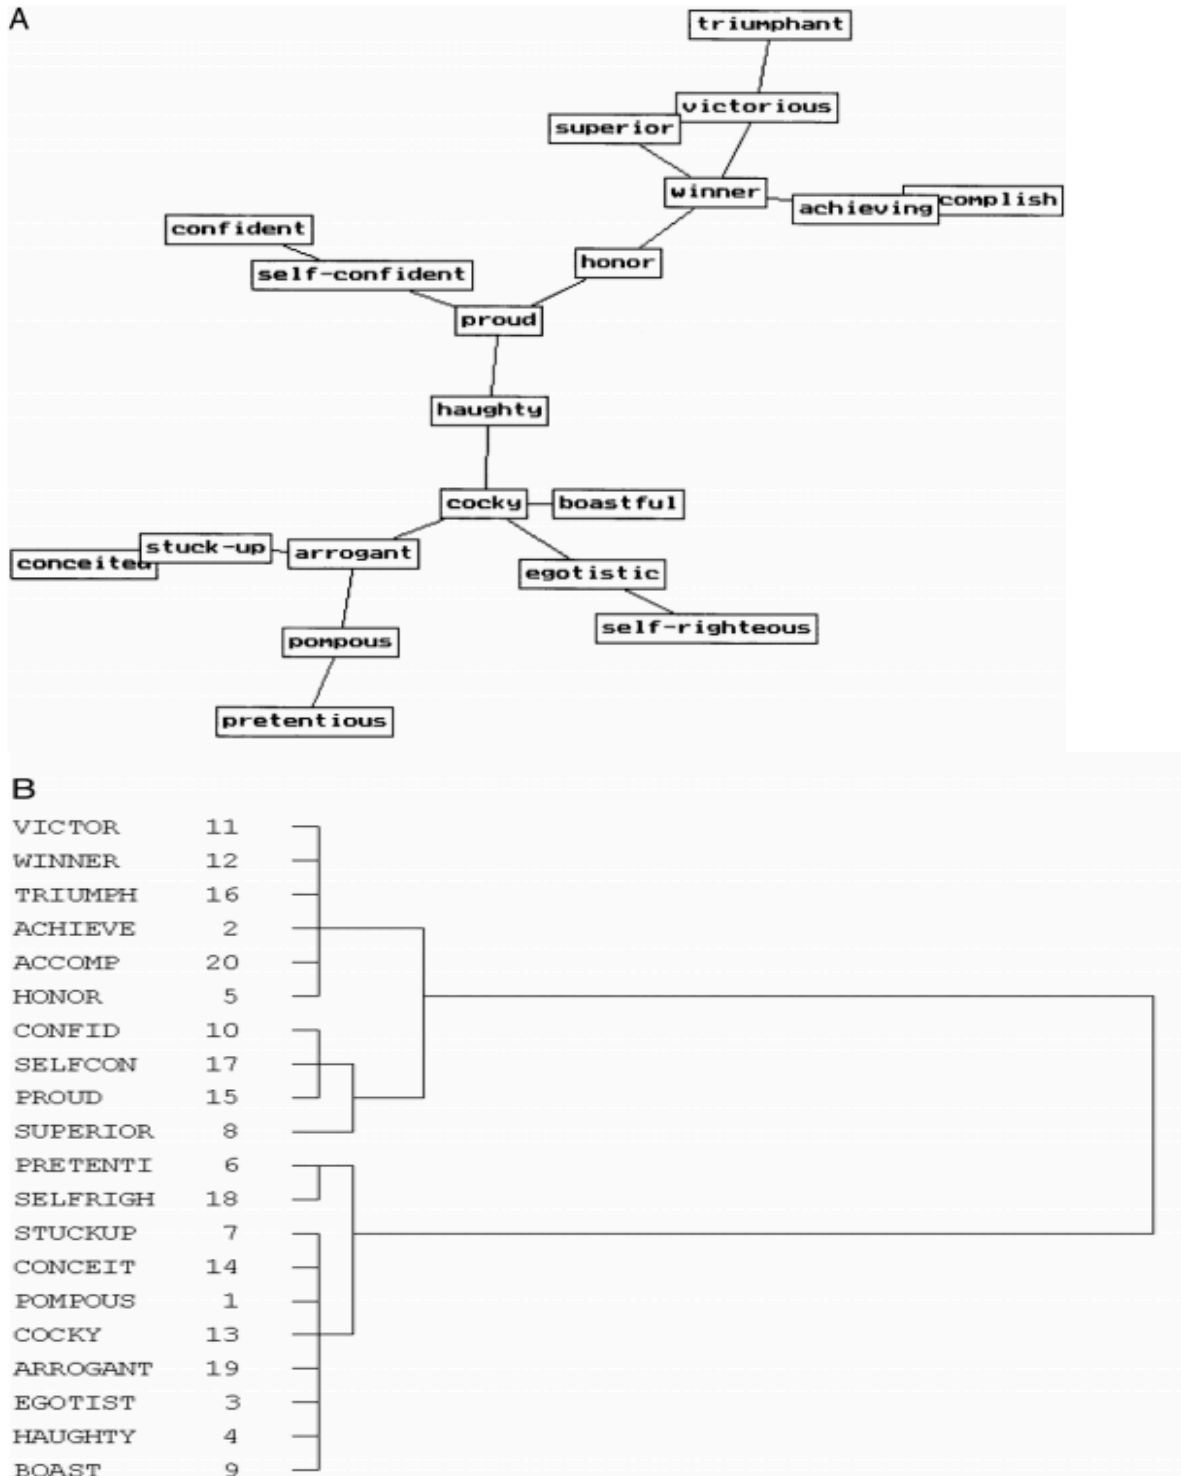 A
triumphant
victorious
superior
winner
achieving complish
confident
honor
self-confident
proud
haughty
cocky boastful
stuck-up arrogant
conceited
egotistic
self-righteous
pompous
pretentious
B
VICTOR 11
WINNER 12
TRIUMPH 16
ACHIEVE 2
ACCOMP 20
HONOR 5
CONFID 10
SELFCON 17
PROUD 15
SUPERIOR 8
PRETENTI 6
SELFRIGH 18
STUCKUP 7
CONCEIT 14
POMPOUS 1
COCKY 13
ARROGANT 19
EGOTIST 3
HAUGHTY 4
BOAST 9